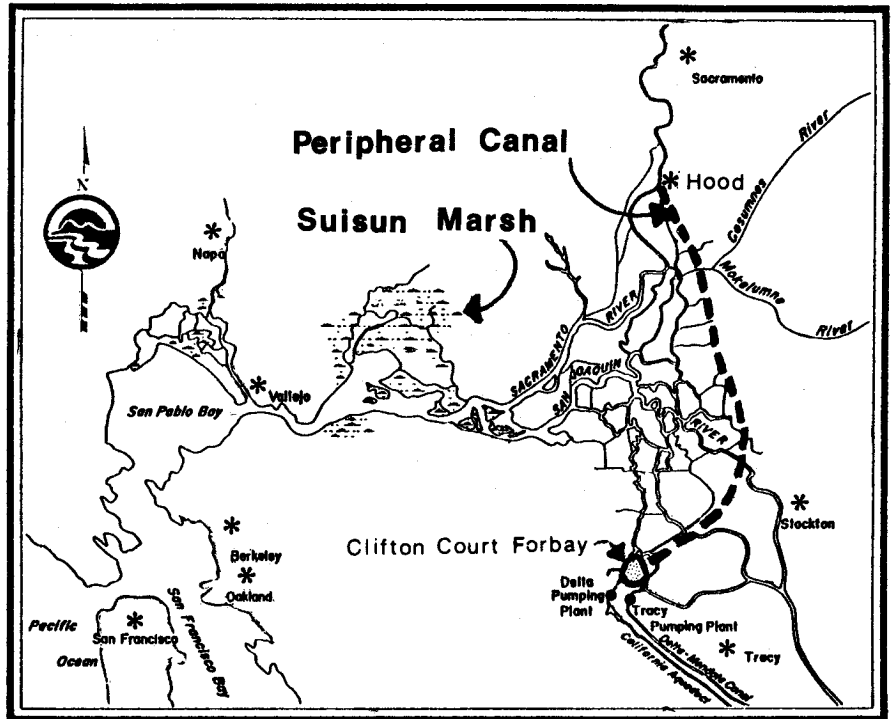 Sacramento
Peripheral Canal
Cosumnes River
Hood
N
Suisun Marsh
Napa
Mokelumne River
SACRAMENTO RIVER
SAN JOAQUIN RIVER
Vallejo
San Pablo Bay
Stockton
Clifton Court Forbay
Berkeley
Oakland
Delta
Pumping
Plant
Tracy
Pumping Plant
Pacific
Ocean
San Francisco
San Francisco Bay
Tracy
Delta-Mendota Canal
California Aqueduct